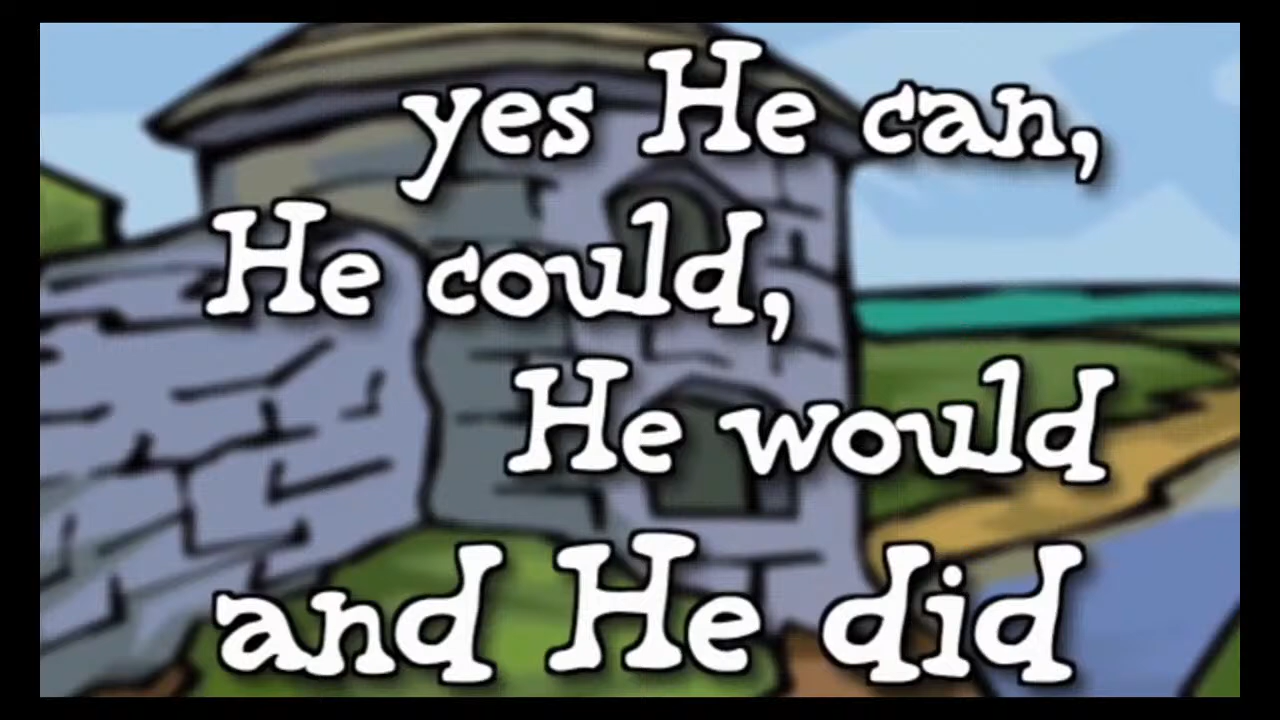 yes He can,
He could,
He would
and He did